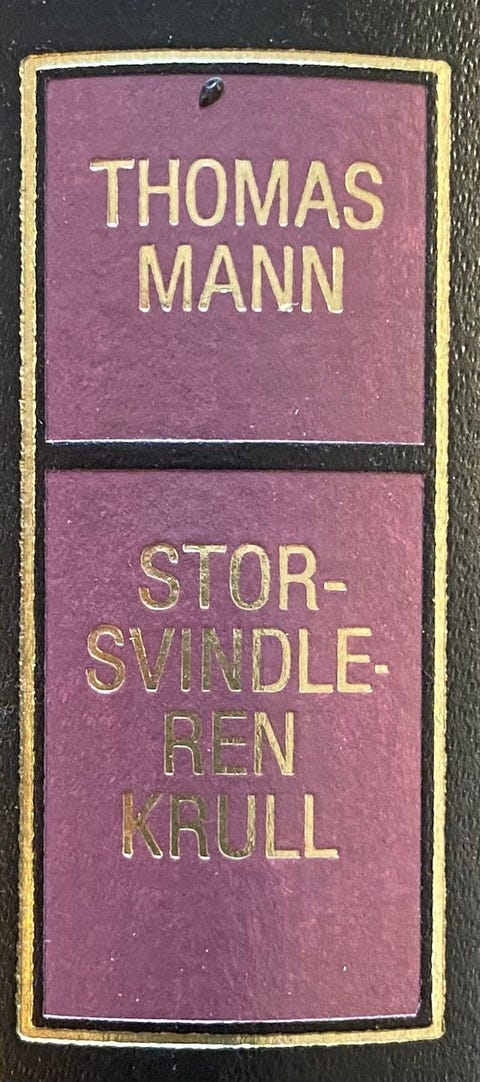 THOMAS
MANN
STOR-
SVINDLE-
REN
KRULL